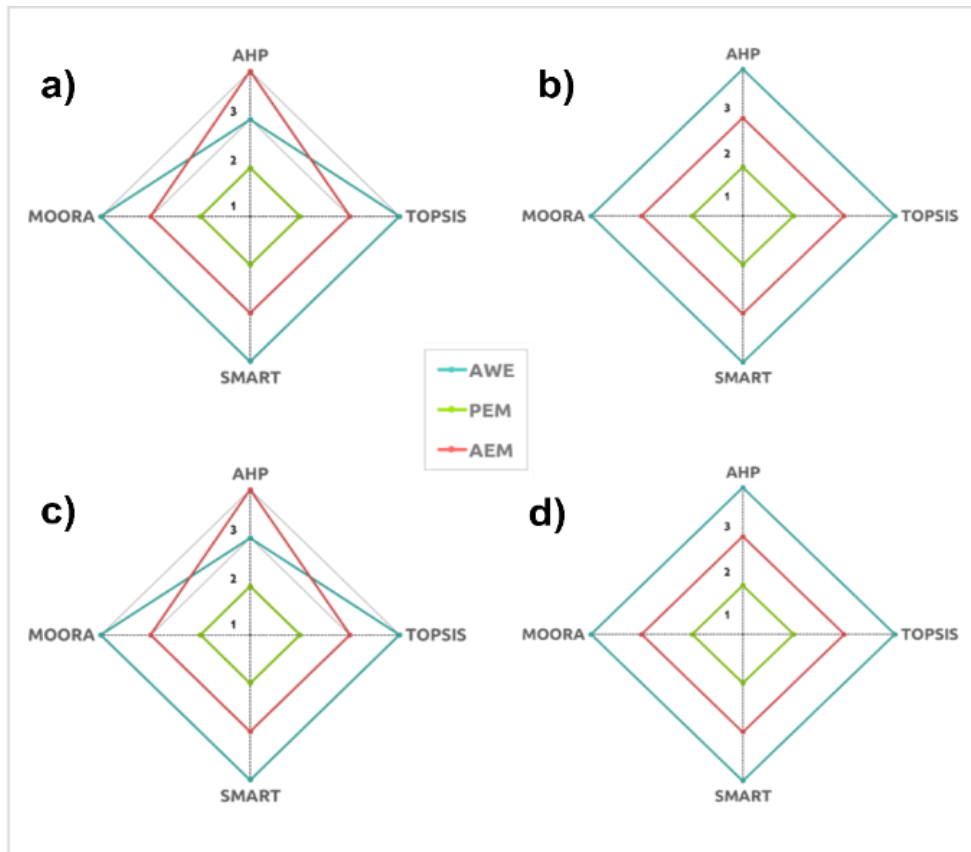 a)
AHP
3
2
1
MOORA
TOPSIS
SMART
b)
AHP
3
2
1
MOORA
TOPSIS
SMART
AWE
PEM
AEM
c)
AHP
3
2
1
MOORA
TOPSIS
SMART
d)
AHP
3
2
1
MOORA
TOPSIS
SMART